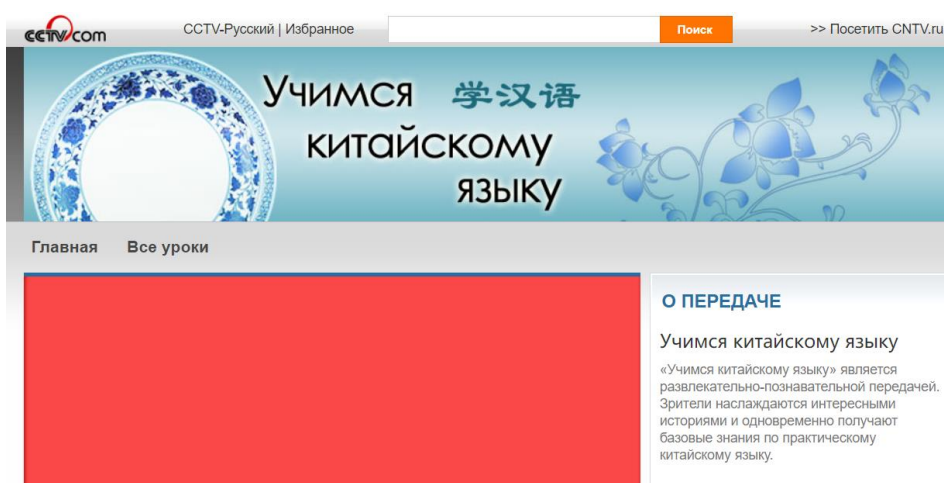 CCTV.com CCTV-Русский | Избранное Поиск >> Посетить CNTV.ru
Учимся 学汉语
китайскому
языку
Главная Все уроки
О ПЕРЕДАЧЕ
Учимся китайскому языку
«Учимся китайскому языку» является
развлекательно-познавательной передачей.
Зрители наслаждаются интересными
историями и одновременно получают
базовые знания по практическому
китайскому языку.